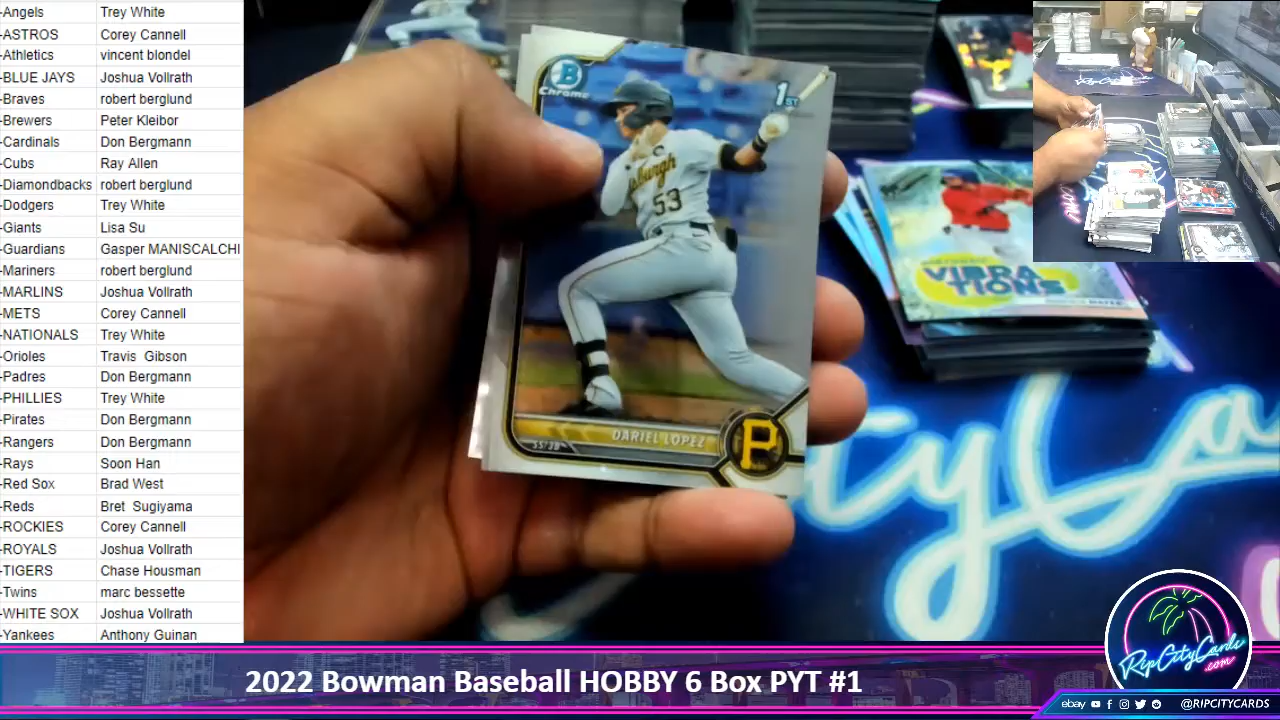 -Angels Trey White
-ASTROS Corey Cannell
-Athletics vincent blondel
-BLUE JAYS Joshua Vollrath
-Braves robert berglund
-Brewers Peter Kleibor
-Cardinals Don Bergmann
-Cubs Ray Allen
-Diamondbacks robert berglund
-Dodgers Trey White
-Giants Lisa Su
-Guardians Gasper MANISCALCHI
-Mariners robert berglund
-MARLINS Joshua Vollrath
-METS Corey Cannell
-NATIONALS Trey White
-Orioles Travis Gibson
-Padres Don Bergmann
-PHILLIES Trey White
-Pirates Don Bergmann
-Rangers Don Bergmann
-Rays Soon Han
-Red Sox Brad West
-Reds Bret Sugiyama
-ROCKIES Corey Cannell
-ROYALS Joshua Vollrath
-TIGERS Chase Housman
-Twins marc bessette
-WHITE SOX Joshua Vollrath
-Yankees Anthony Guinan
B
Chrome
1ST
53
DARIEL LOPEZ
SS/3B
P
VIBRA
TIONS
RipCityCards
.com
2022 Bowman Baseball HOBBY 6 Box PYT #1
ebay @RIPCITYCARDS